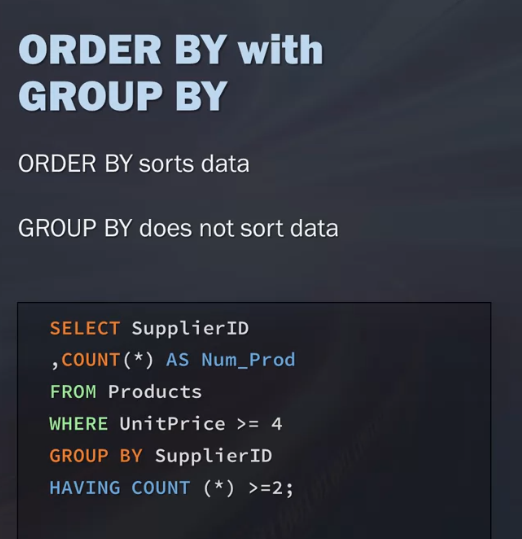 ORDER BY with
GROUP BY
ORDER BY sorts data
GROUP BY does not sort data
SELECT SupplierID
,COUNT(*) AS Num_Prod
FROM Products
WHERE UnitPrice >= 4
GROUP BY SupplierID
HAVING COUNT (*) >=2;